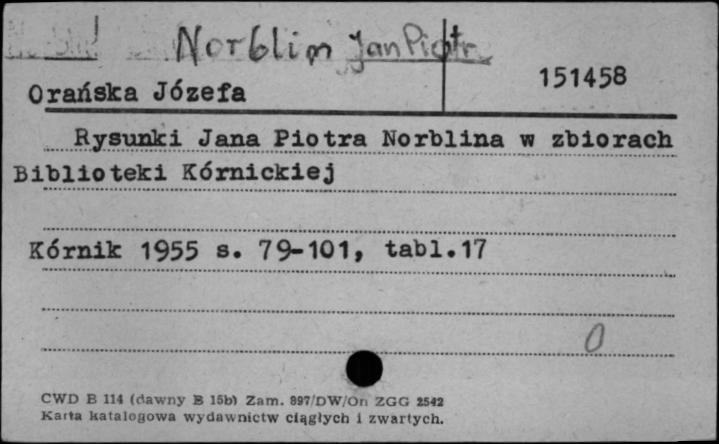 Norblin Jan Piotr
151458
Orańska Józefa
Rysunki Jana Piotra Norblina w zbiorach
Biblioteki Kórnickiej
Kórnik 1955 s. 79-101, tabl.17
0
CWD B 114 (dawny B 15b) Zam. 897/DW/On ZGG 2542
Karta katalogowa wydawnictw ciągłych i zwartych.